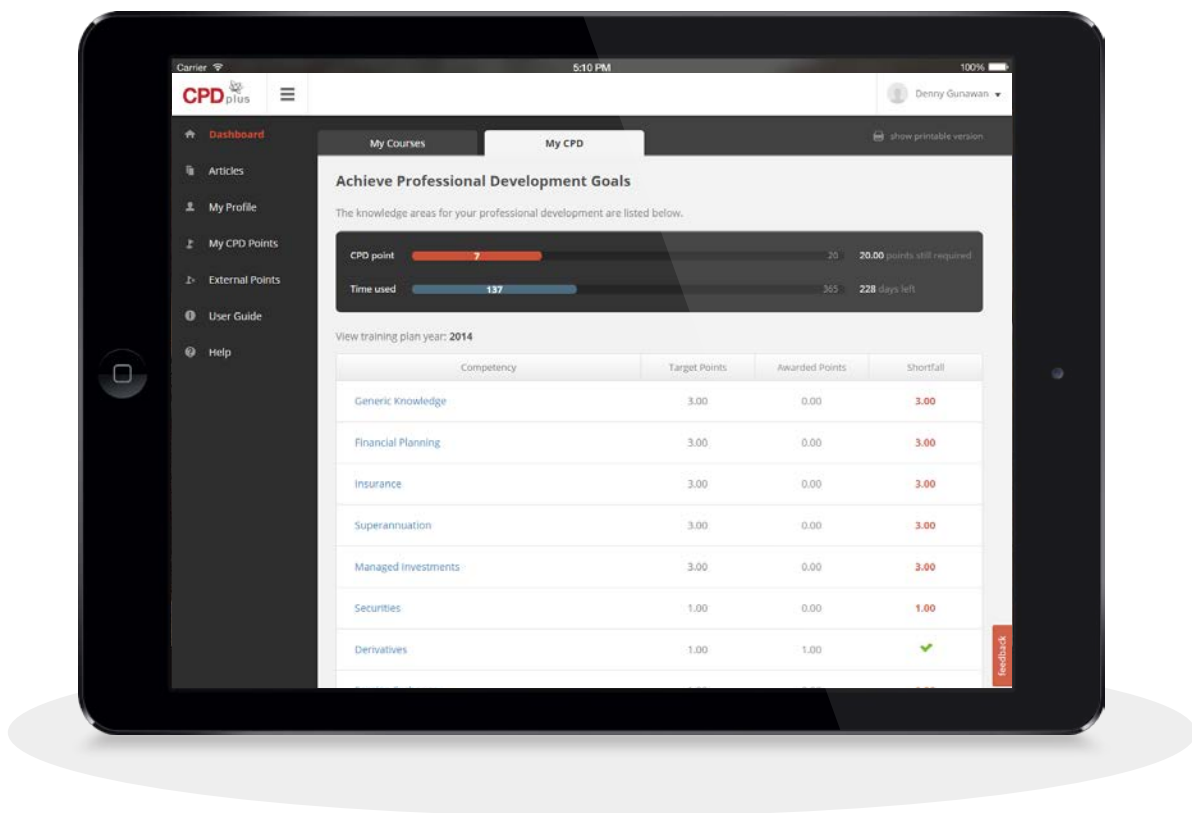 Carrier 5:10 PM 100%
CPD plus Denny Gunawan
Dashboard
Articles
My Profile
My CPD Points
External Points
User Guide
Help
My Courses My CPD show printable version
Achieve Professional Development Goals
The knowledge areas for your professional development are listed below.
CPD point 7 20 20.00 points still required
Time used 137 365 228 days left
View training plan year: 2014
Competency Target Points Awarded Points Shortfall
Generic Knowledge 3.00 0.00 3.00
Financial Planning 3.00 0.00 3.00
Insurance 3.00 0.00 3.00
Superannuation 3.00 0.00 3.00
Managed Investments 3.00 0.00 3.00
Securities 1.00 0.00 1.00
Derivatives 1.00 1.00
feedback